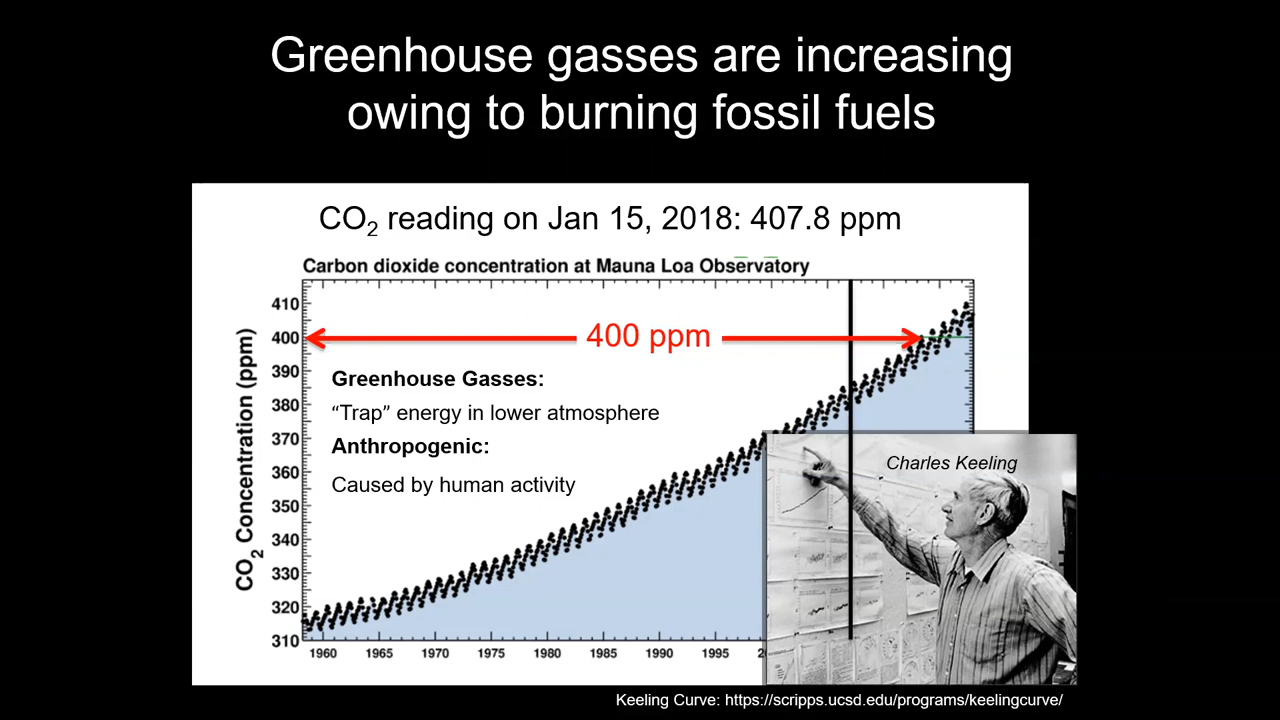 Greenhouse gasses are increasing
owing to burning fossil fuels
CO₂ reading on Jan 15, 2018: 407.8 ppm
Carbon dioxide concentration at Mauna Loa Observatory
CO₂ Concentration (ppm)
410
400
390
380
370
360
350
340
330
320
310
400 ppm
Greenhouse Gasses:
“Trap” energy in lower atmosphere
Anthropogenic:
Caused by human activity
Charles Keeling
1960 1965 1970 1975 1980 1985 1990 1995
Keeling Curve: https://scripps.ucsd.edu/programs/keelingcurve/